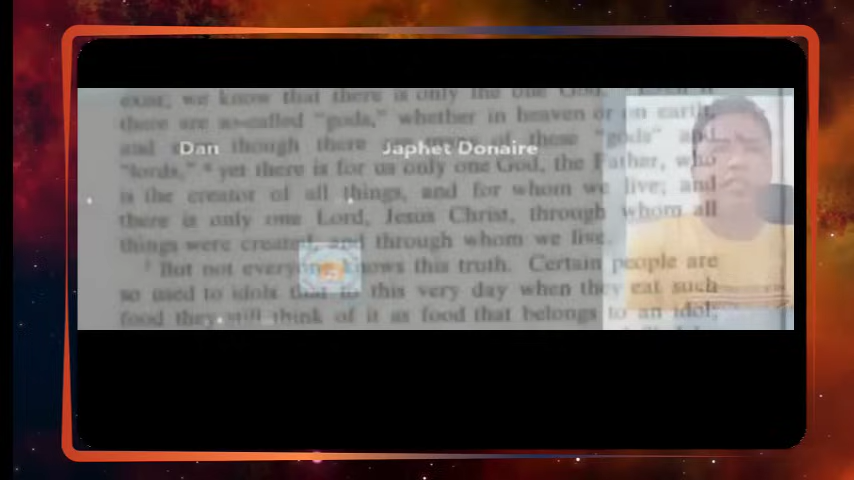 exist; we know that there is only the one God. Even if
there are so-called "gods," whether in heaven or on earth,
and though there are many of these "gods" and
"lords," ⁶ yet there is for us only one God, the Father, who
is the creator of all things, and for whom we live; and
there is only one Lord, Jesus Christ, through whom all
things were created, and through whom we live.
⁷ But not everyone knows this truth. Certain people are
so used to idols that to this very day when they eat such
food they still think of it as food that belongs to an idol;
Dan
Japhet Donaire